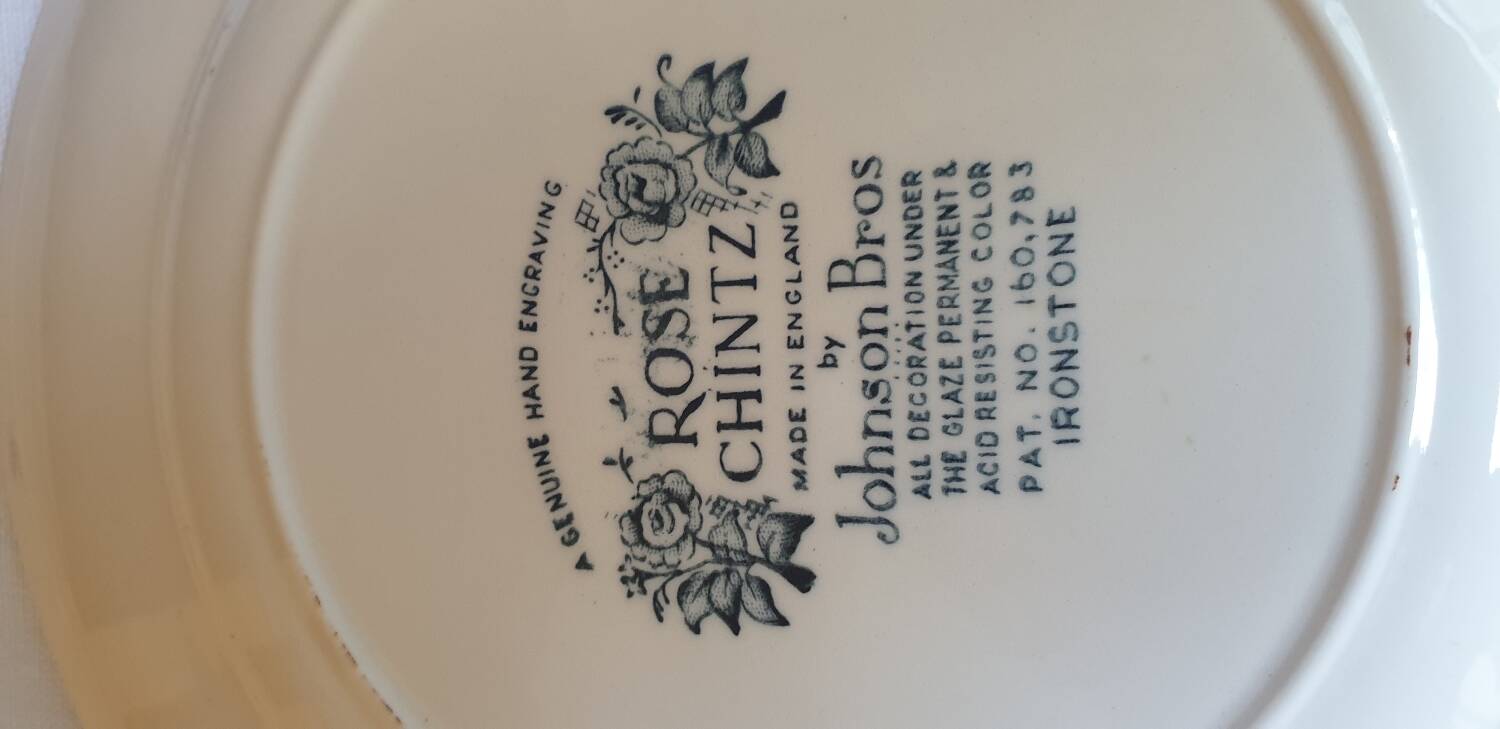 A GENUINE HAND ENGRAVING
ROSE
CHINTZ
MADE IN ENGLAND
by
Johnson Bros
ALL DECORATION UNDER
THE GLAZE PERMANENT &
ACID RESISTING COLOR
PAT. NO. 160,783
IRONSTONE